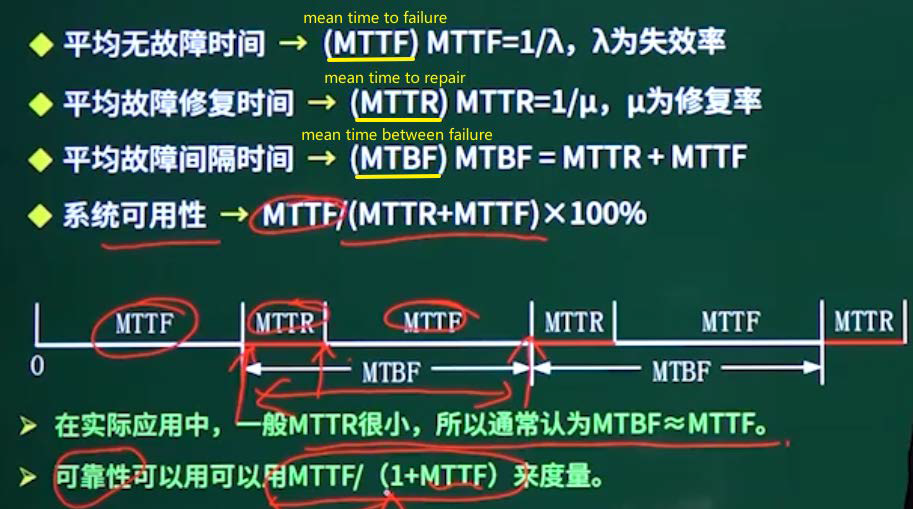 mean time to failure
◆ 平均无故障时间 → (MTTF) MTTF=1/λ，λ为失效率
mean time to repair
◆ 平均故障修复时间 → (MTTR) MTTR=1/μ，μ为修复率
mean time between failure
◆ 平均故障间隔时间 → (MTBF) MTBF = MTTR + MTTF
◆ 系统可用性 → MTTF/(MTTR+MTTF)×100%
MTTF MTTR MTTF MTTR MTTF MTTR
0 MTBF MTBF
➢ 在实际应用中，一般MTTR很小，所以通常认为MTBF≈MTTF。
➢ 可靠性可以用可以用MTTF/（1+MTTF）来度量。